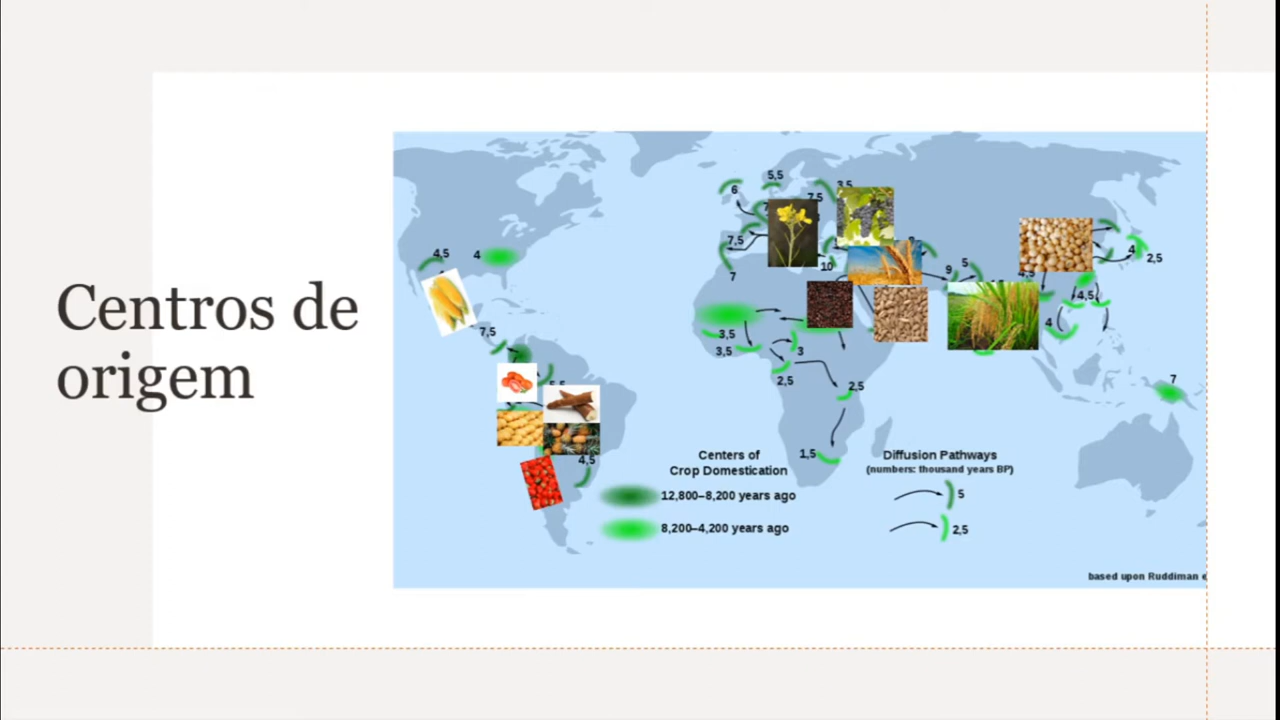 Centros de
origem
5,5
6
3,5
7,5
7,5
10
7
4,5
4
7,5
9
5
4
2,5
4,5
4
3,5
3,5
3
2,5
2,5
7
1,5
4,5
Centers of
Crop Domestication
12,800–8,200 years ago
8,200–4,200 years ago
Diffusion Pathways
(numbers: thousand years BP)
5
2,5
based upon Ruddiman